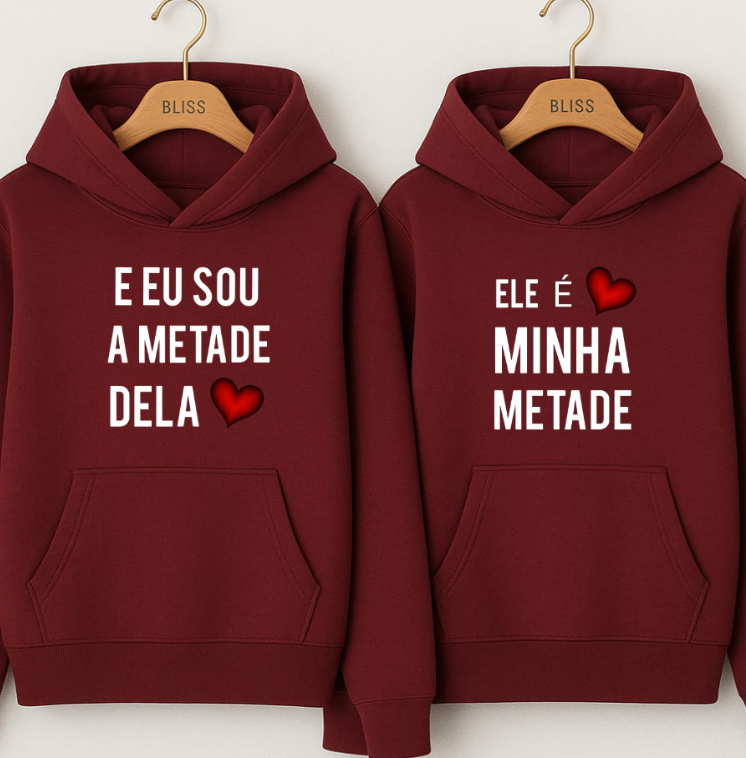 BLISS
E EU SOU
A METADE
DELA
BLISS
ELE É
MINHA
METADE